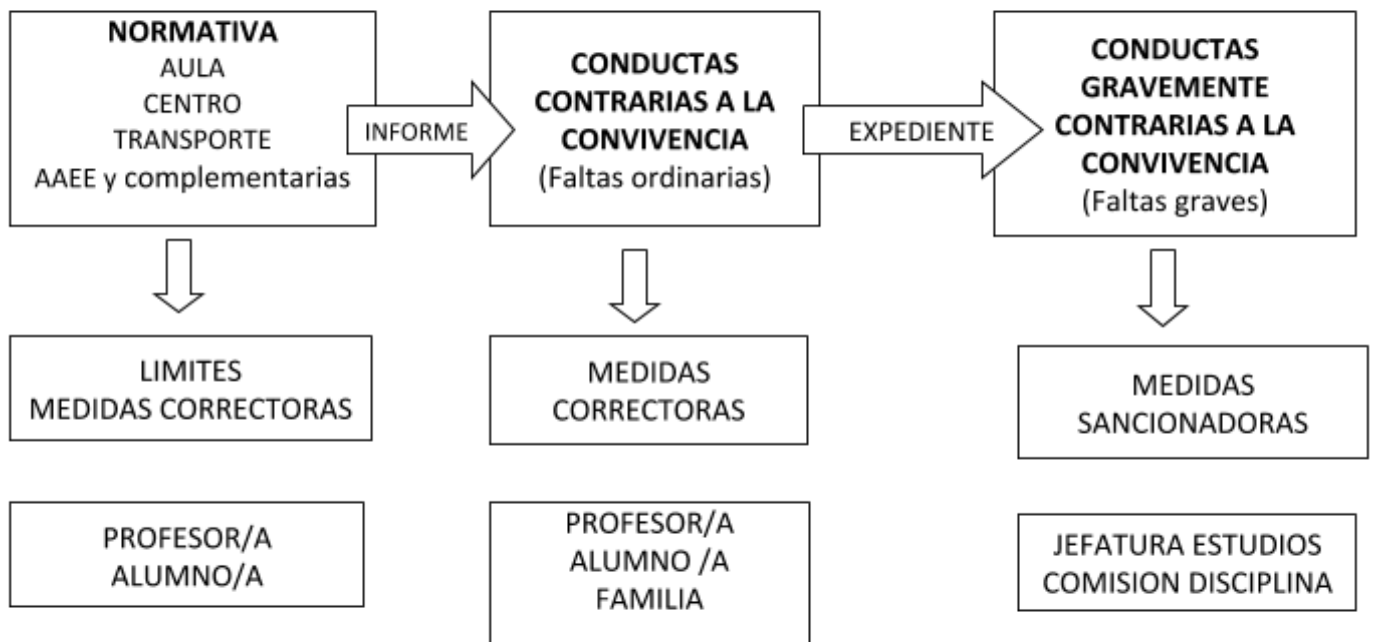 NORMATIVA
AULA
CENTRO
TRANSPORTE
AAEE y complementarias
INFORME
CONDUCTAS
CONTRARIAS A LA
CONVIVENCIA
(Faltas ordinarias)
EXPEDIENTE
CONDUCTAS
GRAVEMENTE
CONTRARIAS A LA
CONVIVENCIA
(Faltas graves)
LIMITES
MEDIDAS CORRECTORAS
MEDIDAS
CORRECTORAS
MEDIDAS
SANCIONADORAS
PROFESOR/A
ALUMNO/A
PROFESOR/A
ALUMNO /A
FAMILIA
JEFATURA ESTUDIOS
COMISION DISCIPLINA